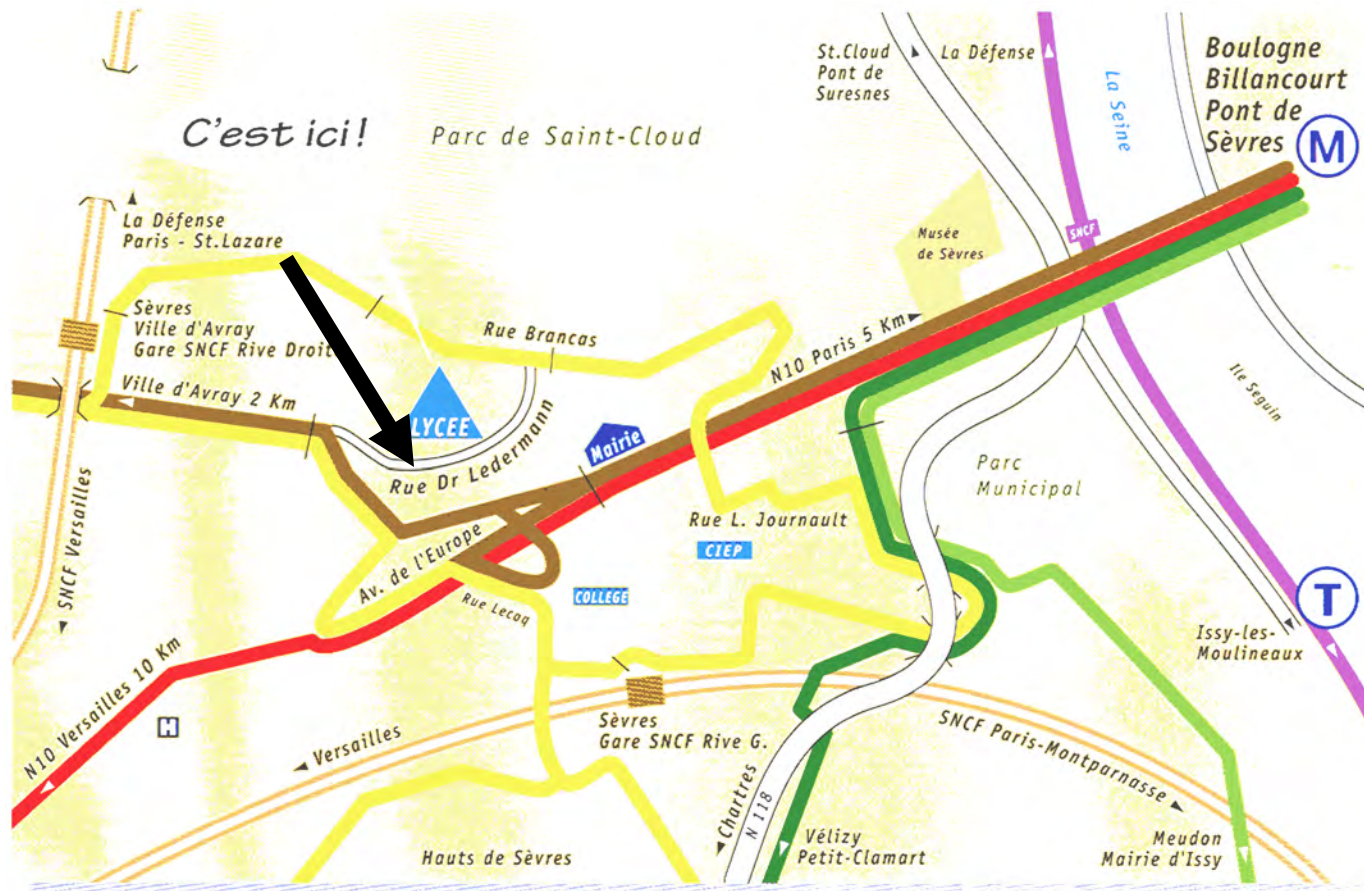 St.Cloud
Pont de
Suresnes
La Défense
La Seine
Boulogne
Billancourt
Pont de
Sèvres
M
C'est ici!
Parc de Saint-Cloud
La Défense
Paris - St.Lazare
Musée
de Sèvres
SNCF
Sèvres
Ville d'Avray
Gare SNCF Rive Droit
Rue Brancas
N10 Paris 5 Km
Ile Seguin
Ville d'Avray 2 Km
LYCEE
Mairie
Rue Dr Ledermann
Parc
Municipal
SNCF Versailles
Rue L. Journault
CIEP
Av. de l'Europe
COLLEGE
Rue Lecoq
T
Issy-les-
Moulineaux
N10 Versailles 10 Km
H
Versailles
Sèvres
Gare SNCF Rive G.
SNCF Paris-Montparnasse
Chartres
N 118
Hauts de Sèvres
Vélizy
Petit-Clamart
Meudon
Mairie d'Issy